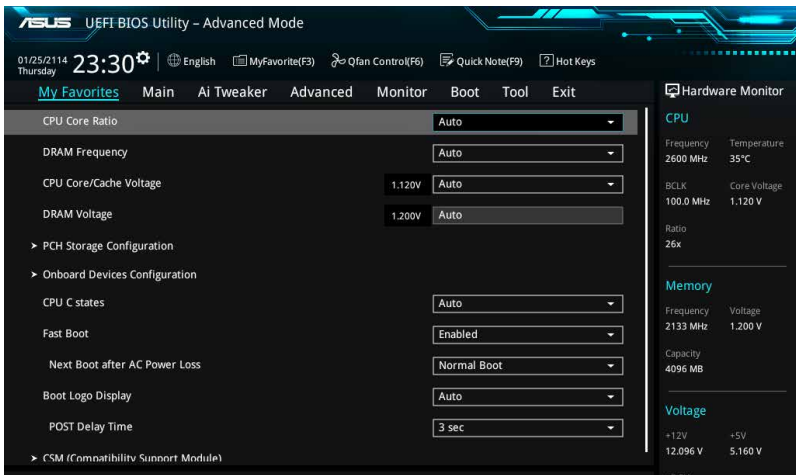 ASUS UEFI BIOS Utility – Advanced Mode
01/25/2114 Thursday 23:30 English MyFavorite(F3) Qfan Control(F6) Quick Note(F9) ? Hot Keys
My Favorites Main Ai Tweaker Advanced Monitor Boot Tool Exit
Hardware Monitor
CPU Core Ratio Auto
DRAM Frequency Auto
CPU Core/Cache Voltage 1.120V Auto
DRAM Voltage 1.200V Auto
> PCH Storage Configuration
> Onboard Devices Configuration
CPU C states Auto
Fast Boot Enabled
Next Boot after AC Power Loss Normal Boot
Boot Logo Display Auto
POST Delay Time 3 sec
> CSM (Compatibility Support Module)
CPU
Frequency Temperature
2600 MHz 35°C
BCLK Core Voltage
100.0 MHz 1.120 V
Ratio
26x
Memory
Frequency Voltage
2133 MHz 1.200 V
Capacity
4096 MB
Voltage
+12V +5V
12.096 V 5.160 V